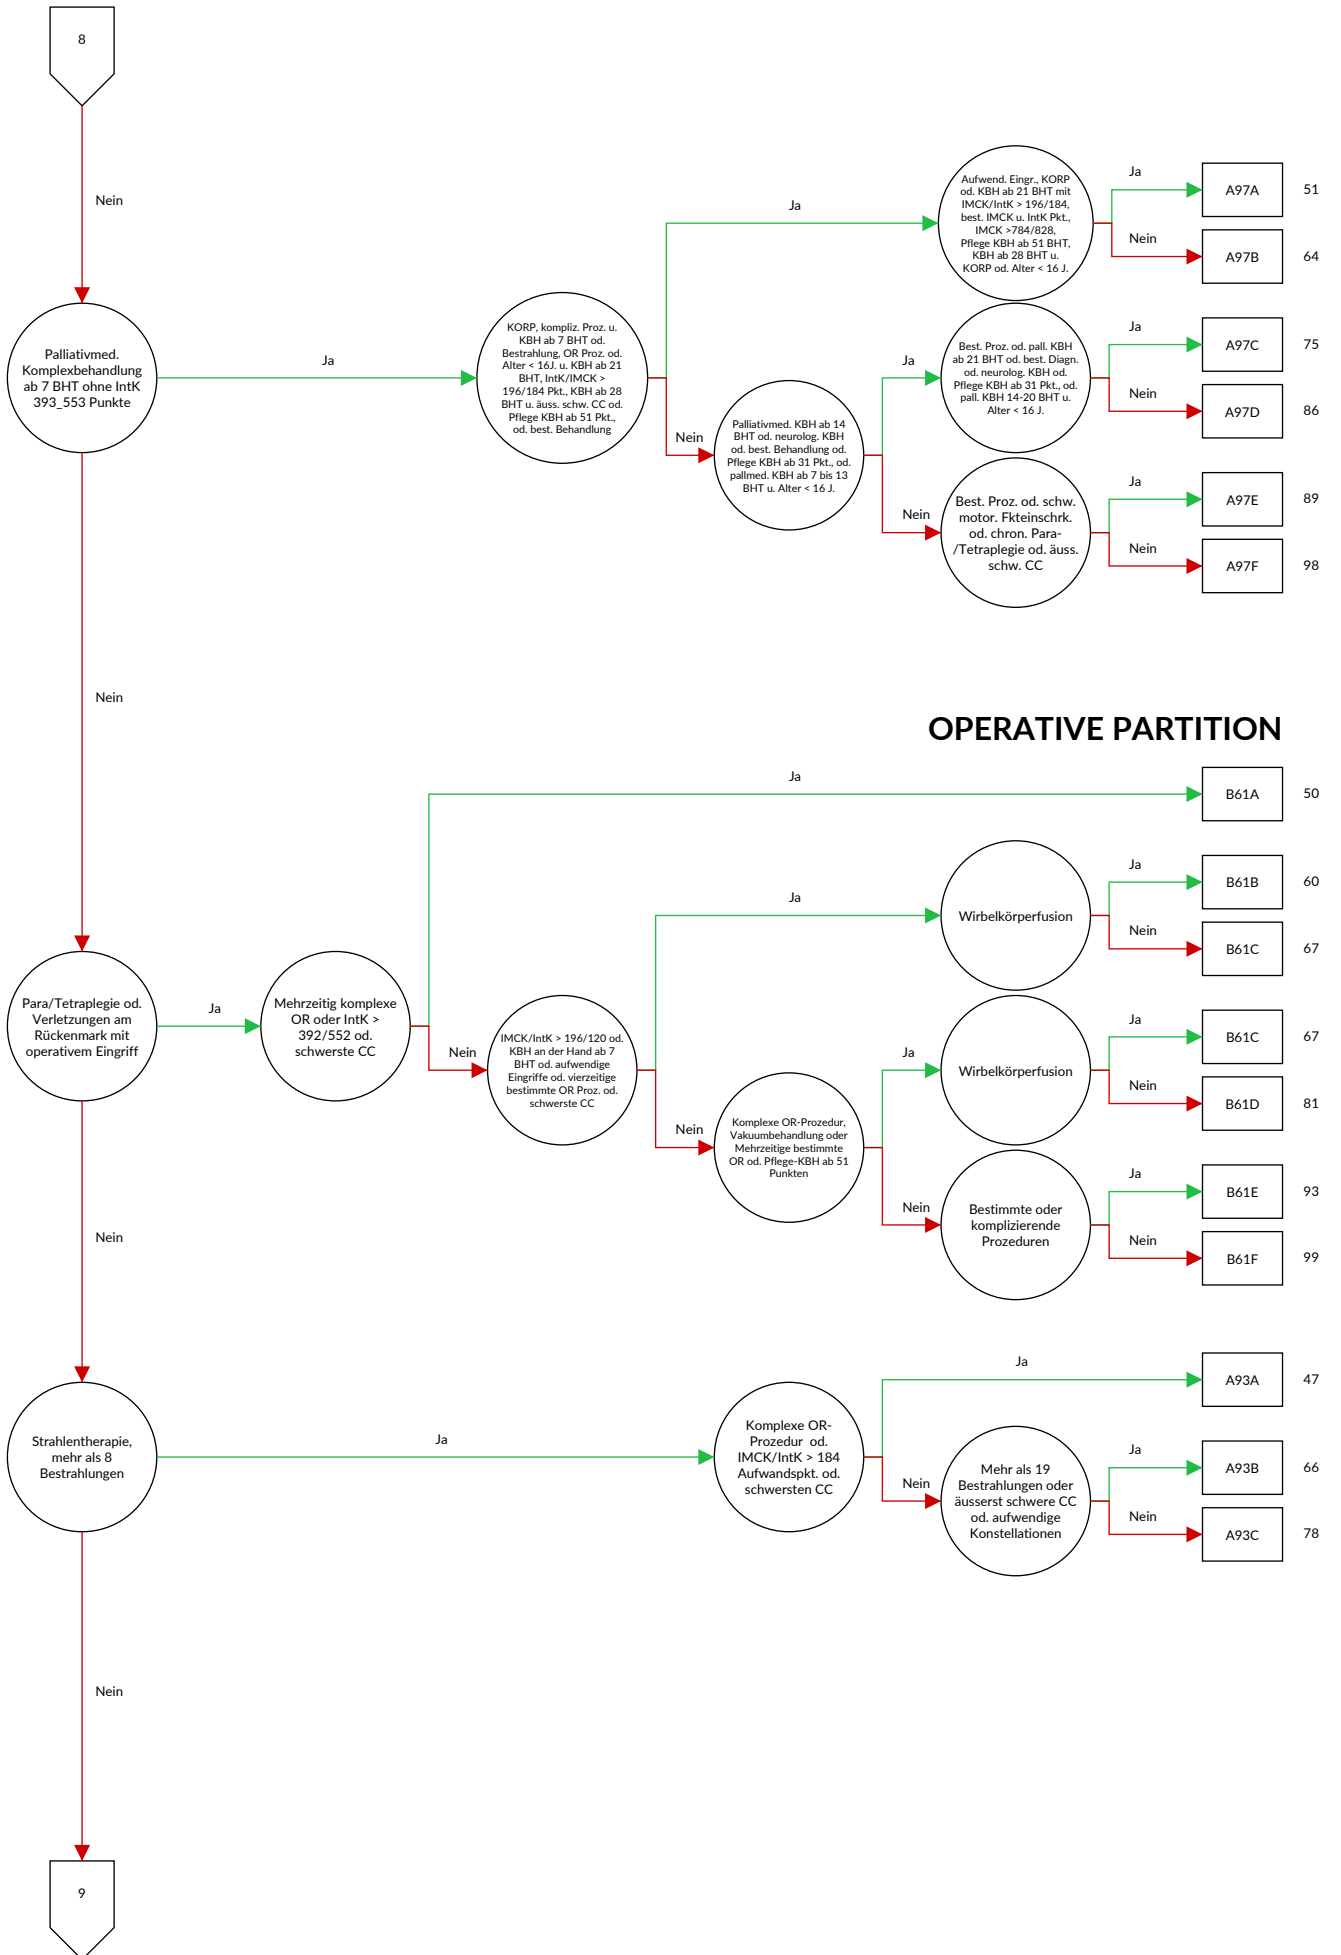 8
Nein
Palliativmed.
Komplexbehandlung
ab 7 BHT ohne IntK
393_553 Punkte
Ja
KORP, kompliz. Proz. u.
KBH ab 7 BHT od.
Bestrahlung, OR Proz. od.
Alter < 16J. u. KBH ab 21
BHT, IntK/IMCK >
196/184 Pkt., KBH ab 28
BHT u. äuss. schw. CC od.
Pflege KBH ab 51 Pkt.,
od. best. Behandlung
Ja
Aufwend. Eingr., KORP
od. KBH ab 21 BHT mit
IMCK/IntK > 196/184,
best. IMCK u. IntK Pkt.,
IMCK >784/828,
Pflege KBH ab 51 BHT,
KBH ab 28 BHT u.
KORP od. Alter < 16 J.
Ja
A97A
51
Nein
A97B
64
Nein
Palliativmed. KBH ab 14
BHT od. neurolog. KBH
od. best. Behandlung od.
Pflege KBH ab 31 Pkt., od.
pallmed. KBH ab 7 bis 13
BHT u. Alter < 16 J.
Ja
Best. Proz. od. pall. KBH
ab 21 BHT od. best. Diagn.
od. neurolog. KBH od.
Pflege KBH ab 31 Pkt., od.
pall. KBH 14-20 BHT u.
Alter < 16 J.
Ja
A97C
75
Nein
A97D
86
Nein
Best. Proz. od. schw.
motor. Fkteinschrk.
od. chron. Para-
/Tetraplegie od. äuss.
schw. CC
Ja
A97E
89
Nein
A97F
98
Nein
OPERATIVE PARTITION
Para/Tetraplegie od.
Verletzungen am
Rückenmark mit
operativem Eingriff
Ja
Mehrzeitig komplexe
OR oder IntK >
392/552 od.
schwerste CC
Ja
B61A
50
Nein
IMCK/IntK > 196/120 od.
KBH an der Hand ab 7
BHT od. aufwendige
Eingriffe od. vierzeitige
bestimmte OR Proz. od.
schwerste CC
Ja
Wirbelkörperfusion
Ja
B61B
60
Nein
B61C
67
Nein
Komplexe OR-Prozedur,
Vakuumbehandlung oder
Mehrzeitige bestimmte
OR od. Pflege-KBH ab 51
Punkten
Ja
Wirbelkörperfusion
Ja
B61C
67
Nein
B61D
81
Nein
Bestimmte oder
komplizierende
Prozeduren
Ja
B61E
93
Nein
B61F
99
Nein
Strahlentherapie,
mehr als 8
Bestrahlungen
Ja
Komplexe OR-
Prozedur od.
IMCK/IntK > 184
Aufwandspkt. od.
schwersten CC
Ja
A93A
47
Nein
Mehr als 19
Bestrahlungen oder
äusserst schwere CC
od. aufwendige
Konstellationen
Ja
A93B
66
Nein
A93C
78
Nein
9